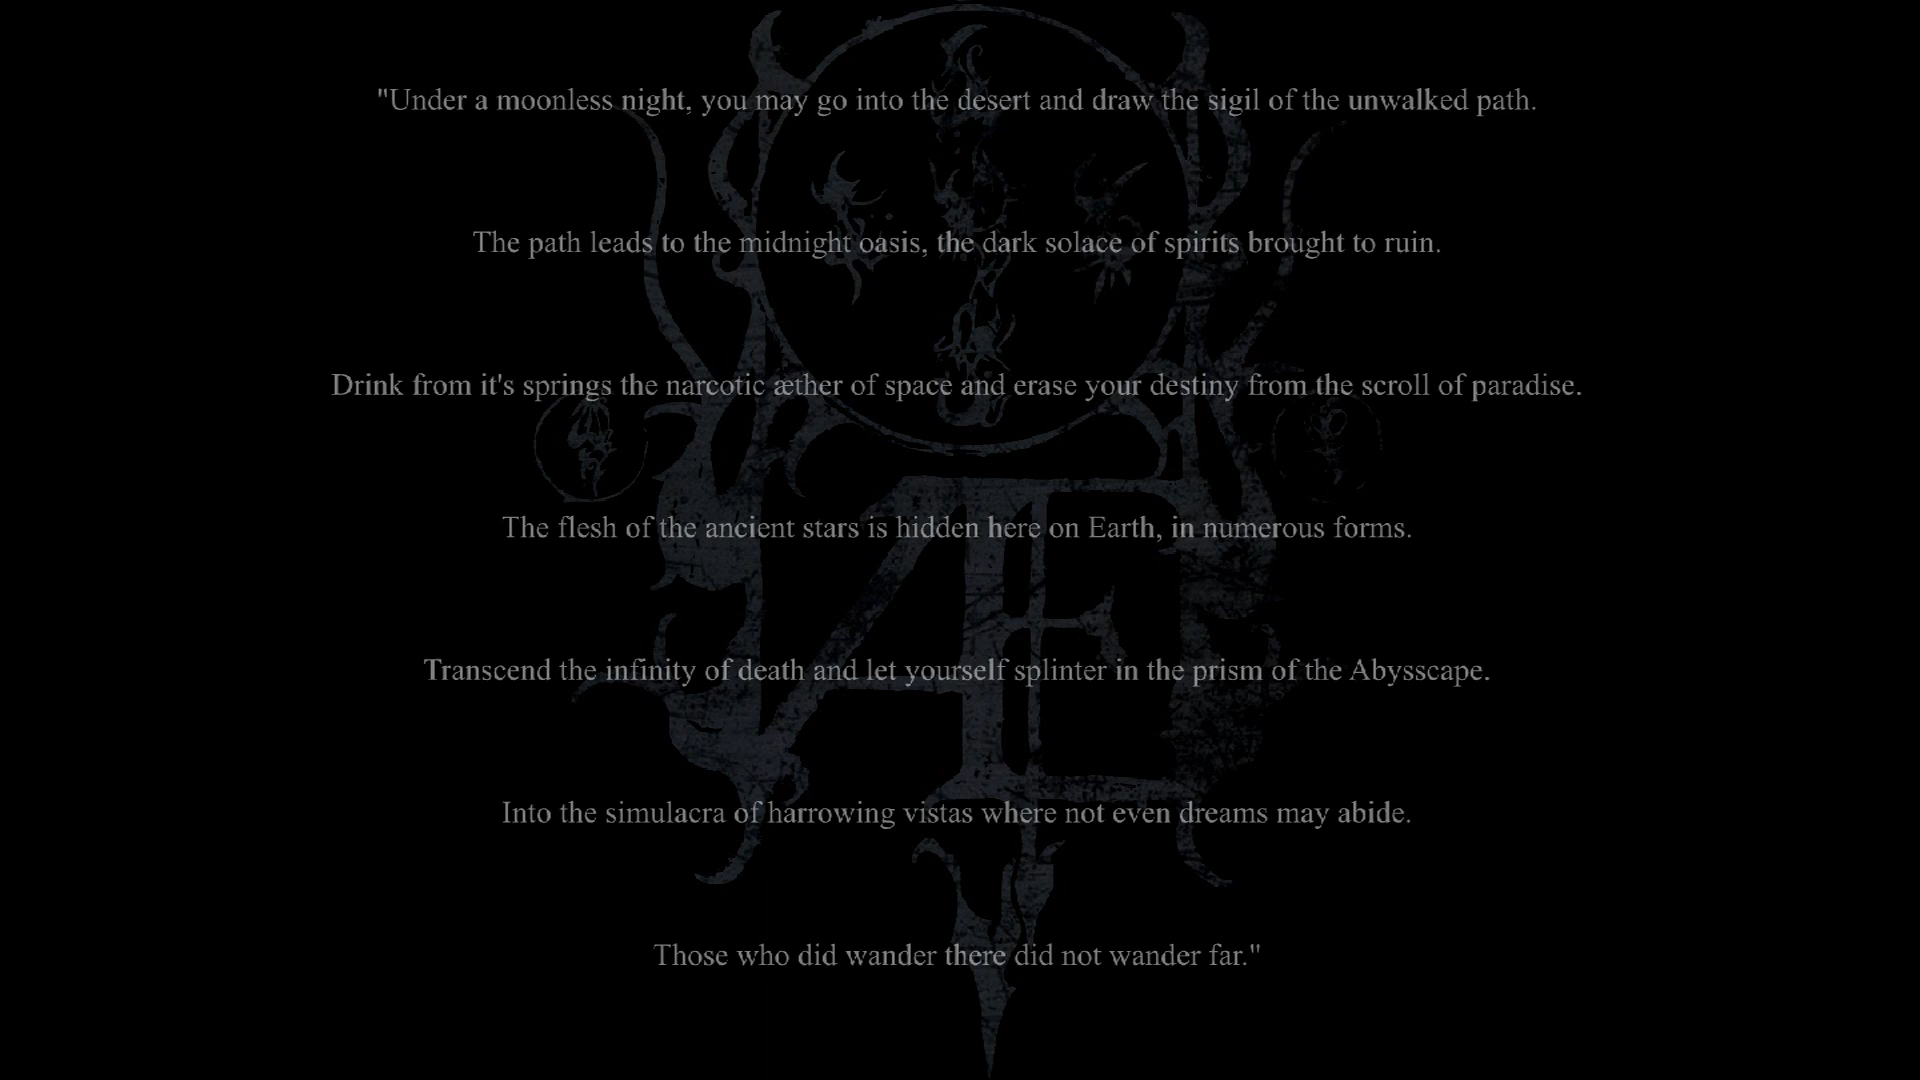 "Under a moonless night, you may go into the desert and draw the sigil of the unwalked path.
The path leads to the midnight oasis, the dark solace of spirits brought to ruin.
Drink from it's springs the narcotic æther of space and erase your destiny from the scroll of paradise.
The flesh of the ancient stars is hidden here on Earth, in numerous forms.
Transcend the infinity of death and let yourself splinter in the prism of the Abysscape.
Into the simulacra of harrowing vistas where not even dreams may abide.
Those who did wander there did not wander far."